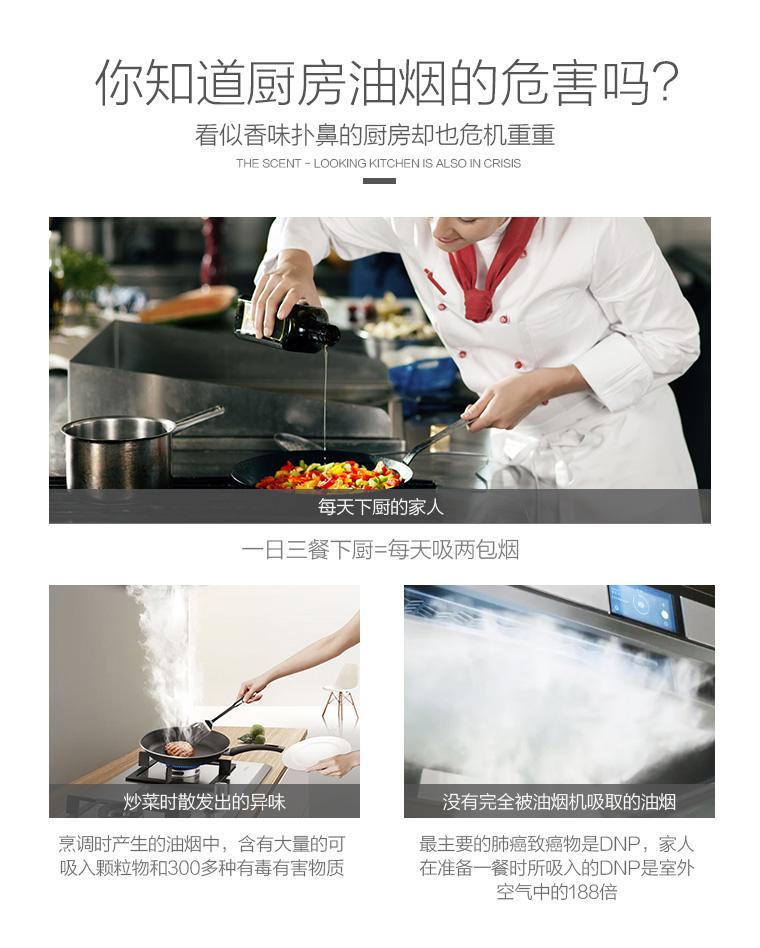 你知道厨房油烟的危害吗?
看似香味扑鼻的厨房却也危机重重
THE SCENT - LOOKING KITCHEN IS ALSO IN CRISIS
每天下厨的家人
一日三餐下厨=每天吸两包烟
炒菜时散发出的异味
没有完全被油烟机吸取的油烟
烹调时产生的油烟中，含有大量的可
吸入颗粒物和300多种有毒有害物质
最主要的肺癌致癌物是DNP，家人
在准备一餐时所吸入的DNP是室外
空气中的188倍